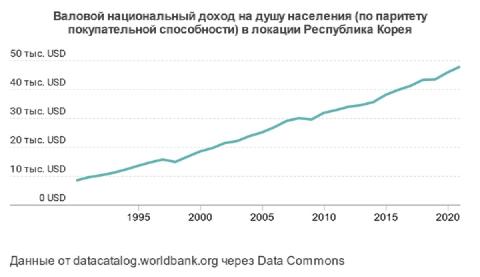 Валовой национальный доход на душу населения (по паритету
покупательной способности) в локации Республика Корея
50 тыс. USD
40 тыс. USD
30 тыс. USD
20 тыс. USD
10 тыс. USD
0 USD
1995 2000 2005 2010 2015 2020
Данные от datacatalog.worldbank.org через Data Commons